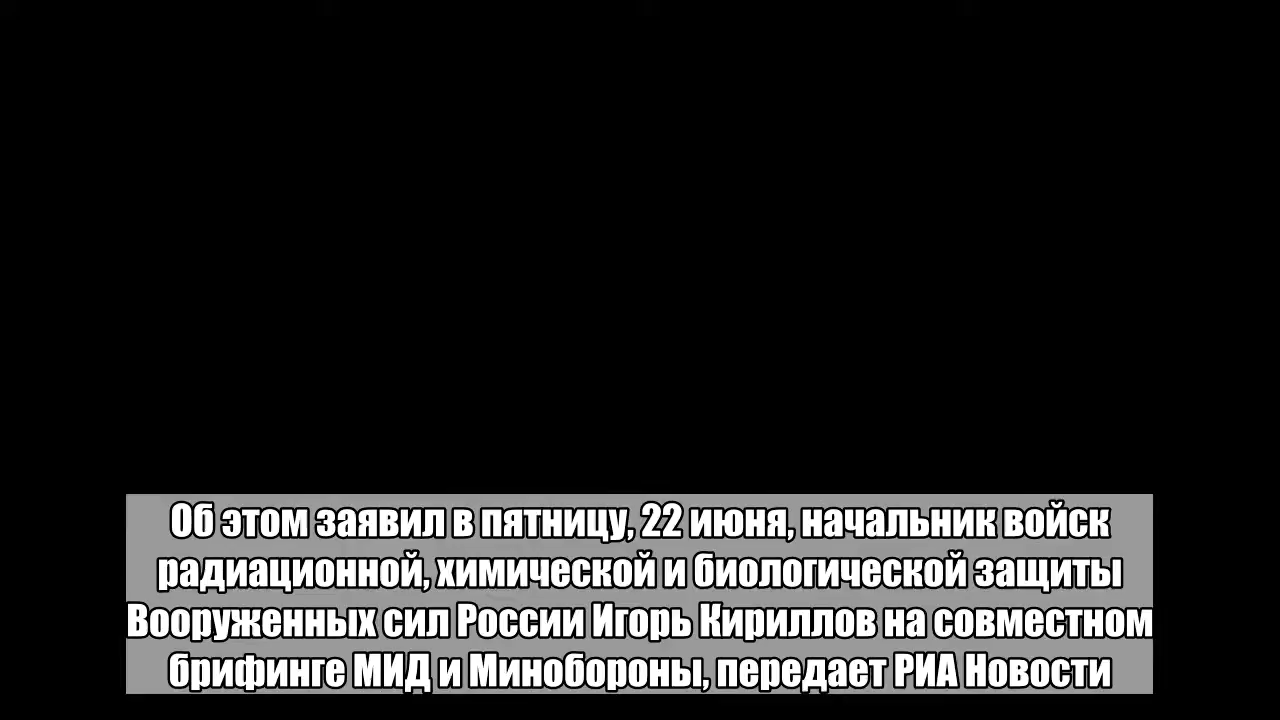 Об этом заявил в пятницу, 22 июня, начальник войск
радиационной, химической и биологической защиты
Вооруженных сил России Игорь Кириллов на совместном
брифинге МИД и Минобороны, передает РИА Новости